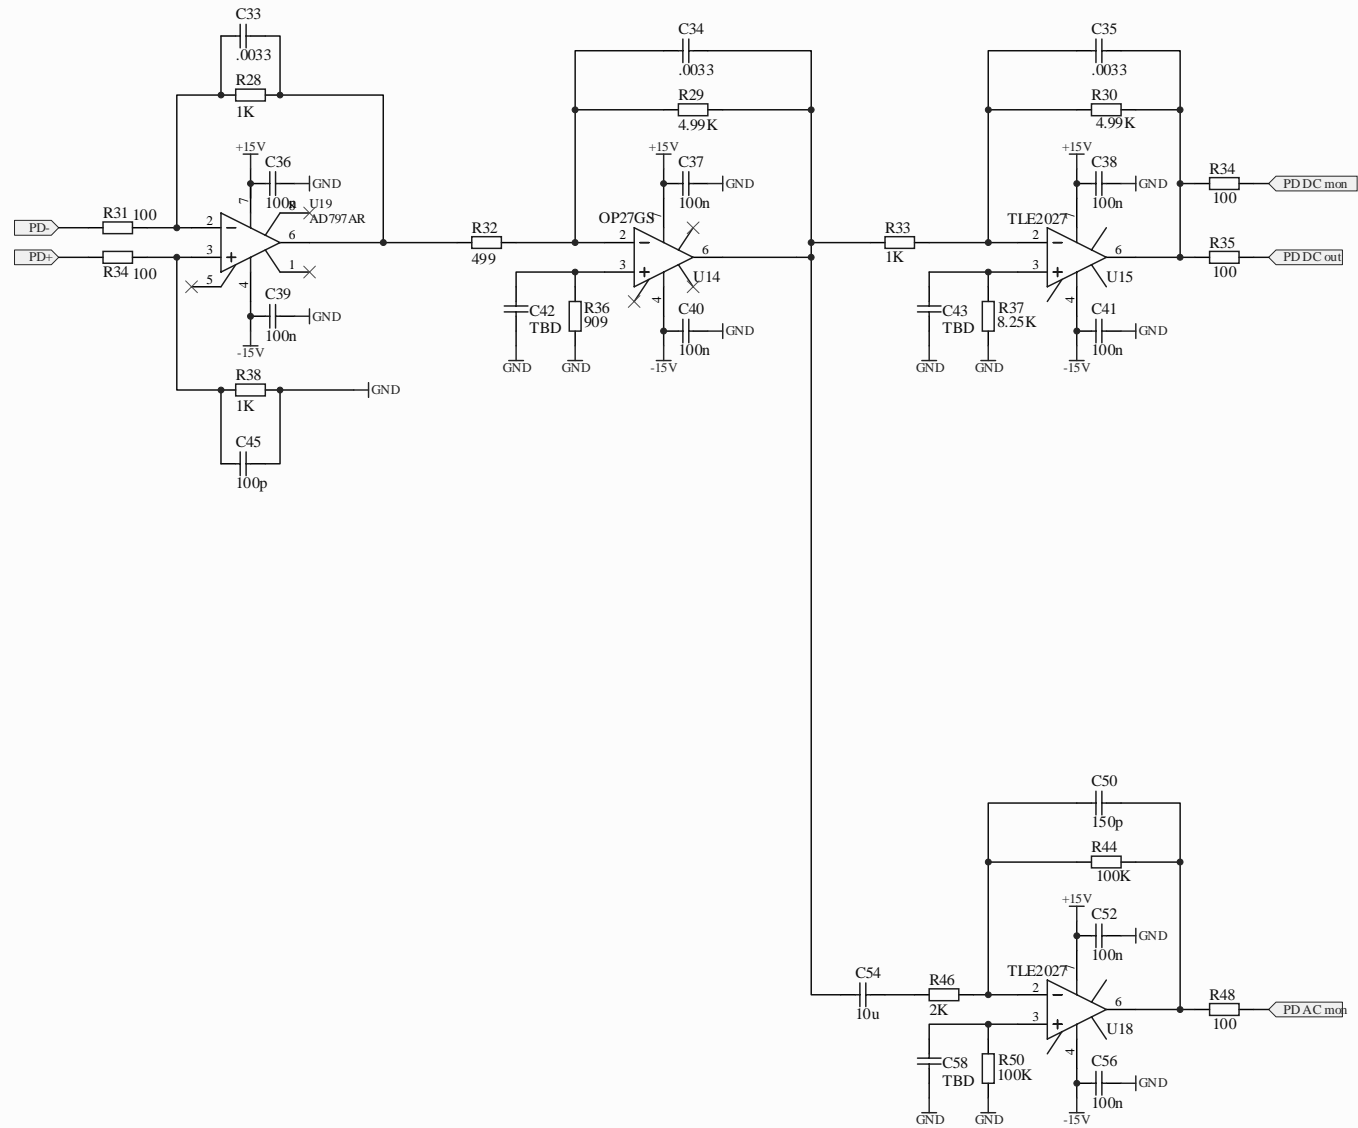 C33
.0033
R28
1K
C34
.0033
R29
4.99K
C35
.0033
R30
4.99K
+15V
C36
GND
100n
7
8
U19
AD797AR
PD-
R31 100
2
6
PD+
R34 100
3
5
1
4
C39
GND
100n
-15V
R38
1K
GND
C45
100p
R32
499
+15V
C37
GND
100n
OP27GS
7
2
6
3
U14
4
C42
TBD
R36
909
C40
GND
100n
GND
GND
-15V
R33
1K
+15V
C38
GND
100n
TLE2027
7
2
6
3
U15
4
C43
TBD
R37
8.25K
C41
GND
100n
GND
GND
-15V
R34
100
PD DC mon
R35
100
PD DC out
C50
150p
R44
100K
+15V
C52
GND
100n
C54
10u
R46
2K
TLE2027
7
2
6
3
U18
4
R48
100
PD AC mon
C58
TBD
R50
100K
C56
GND
100n
GND
GND
-15V